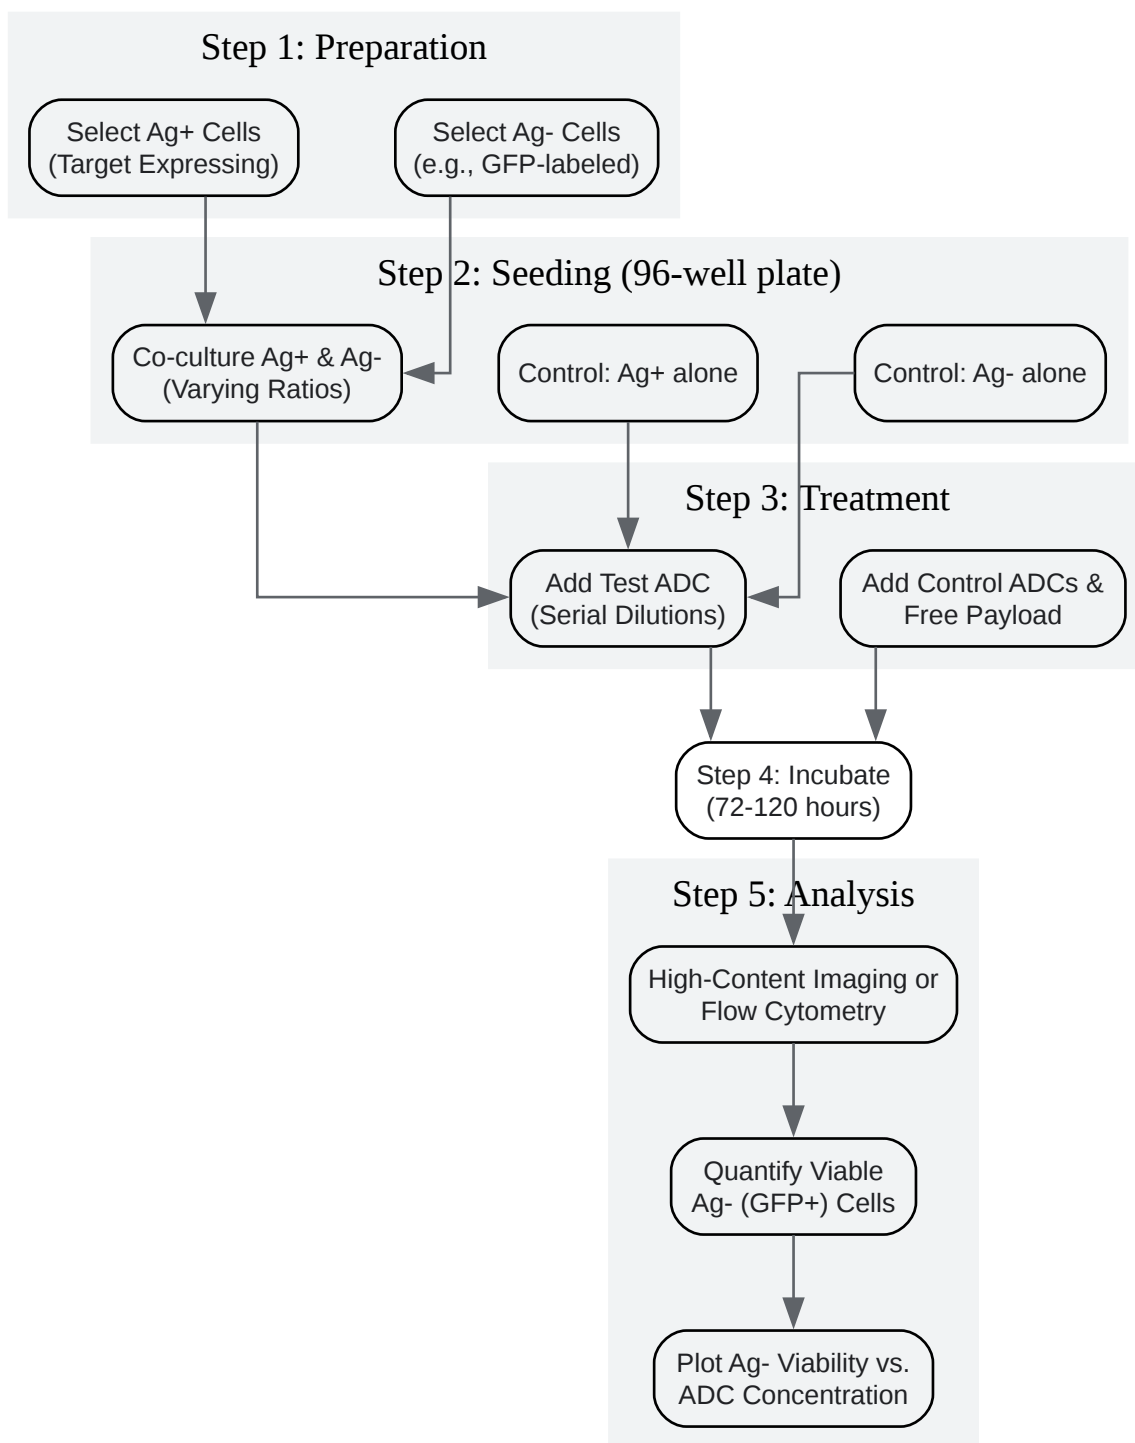 Step 1: Preparation
Select Ag+ Cells
(Target Expressing)
Select Ag- Cells
(e.g., GFP-labeled)
Step 2: Seeding (96-well plate)
Co-culture Ag+ & Ag-
(Varying Ratios)
Control: Ag+ alone
Control: Ag- alone
Step 3: Treatment
Add Test ADC
(Serial Dilutions)
Add Control ADCs &
Free Payload
Step 4: Incubate
(72-120 hours)
Step 5: Analysis
High-Content Imaging or
Flow Cytometry
Quantify Viable
Ag- (GFP+) Cells
Plot Ag- Viability vs.
ADC Concentration